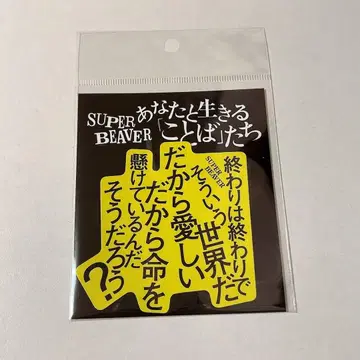 SUPER BEAVER
あなたと生きる
「ことば」たち
終わりは終わりで
SUPER BEAVER
そういう世界だ
だから愛しい
だから命を
懸けているんだ
そうだろう?